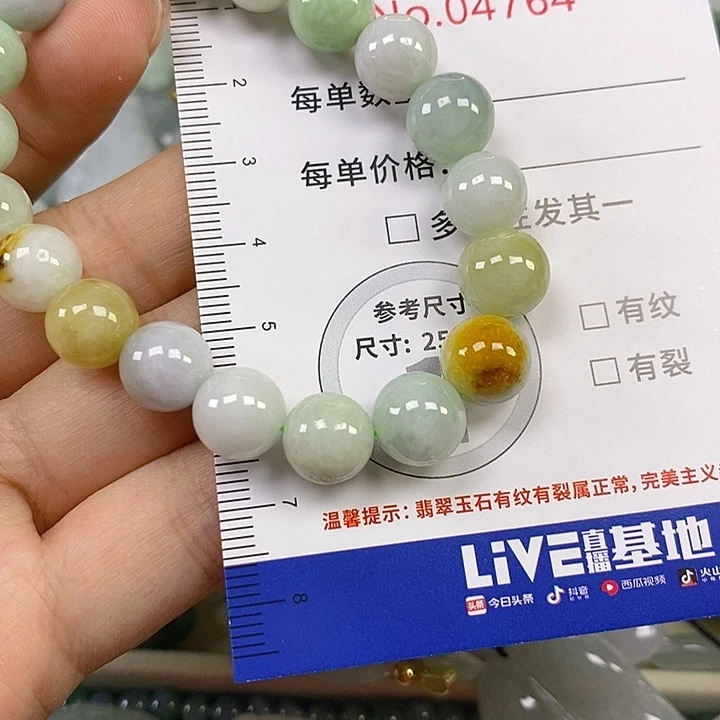 No.04764
2
每单数
3
每单价格:
4
多 发其一
5
参考尺寸
尺寸: 25
有纹
有裂
7
温馨提示: 翡翠玉石有纹有裂属正常, 完美主义
8
LiVE直播基地
头条 今日头条 抖音 西瓜视频 火山